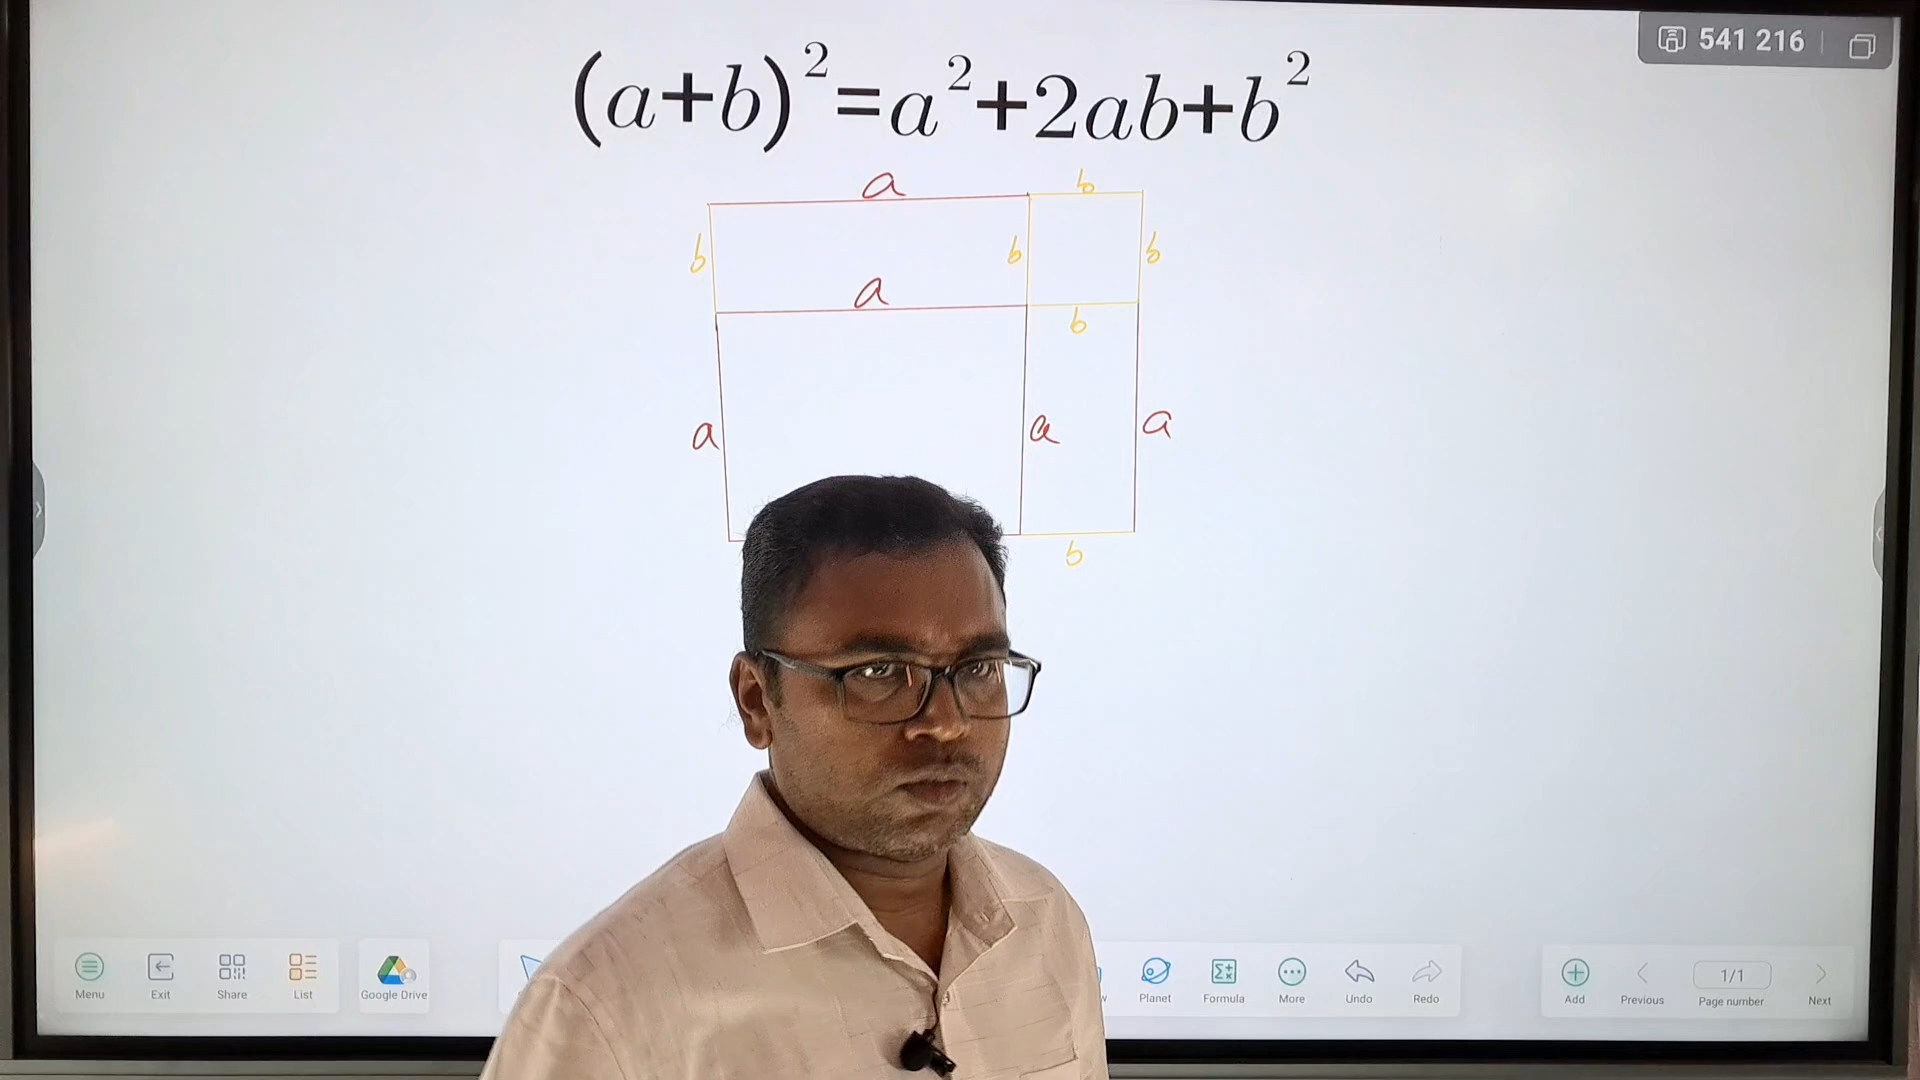 541 216
(a+b)²=a²+2ab+b²
a b
b b b
a
b
a a a
b
Menu Exit Share List Google Drive Planet Formula More Undo Redo Add Previous 1/1 Page number Next